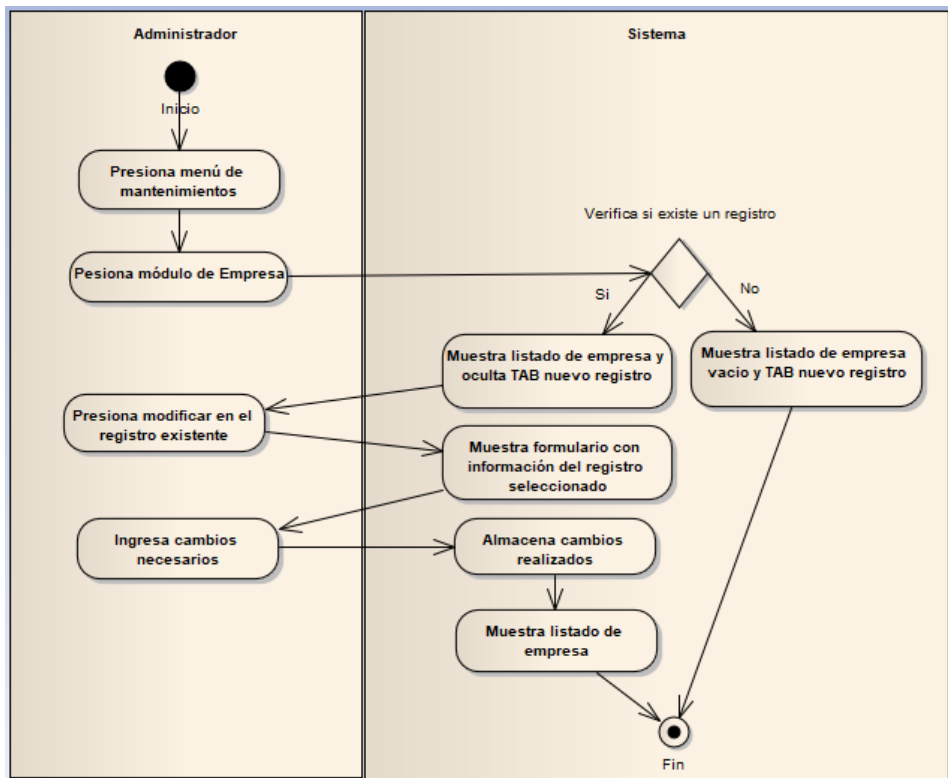 Administrador
Sistema
Inicio
Presiona menú de
mantenimientos
Verifica si existe un registro
Pesiona módulo de Empresa
Si
No
Muestra listado de empresa y
oculta TAB nuevo registro
Muestra listado de empresa
vacio y TAB nuevo registro
Presiona modificar en el
registro existente
Muestra formulario con
información del registro
seleccionado
Ingresa cambios
necesarios
Almacena cambios
realizados
Muestra listado de
empresa
Fin